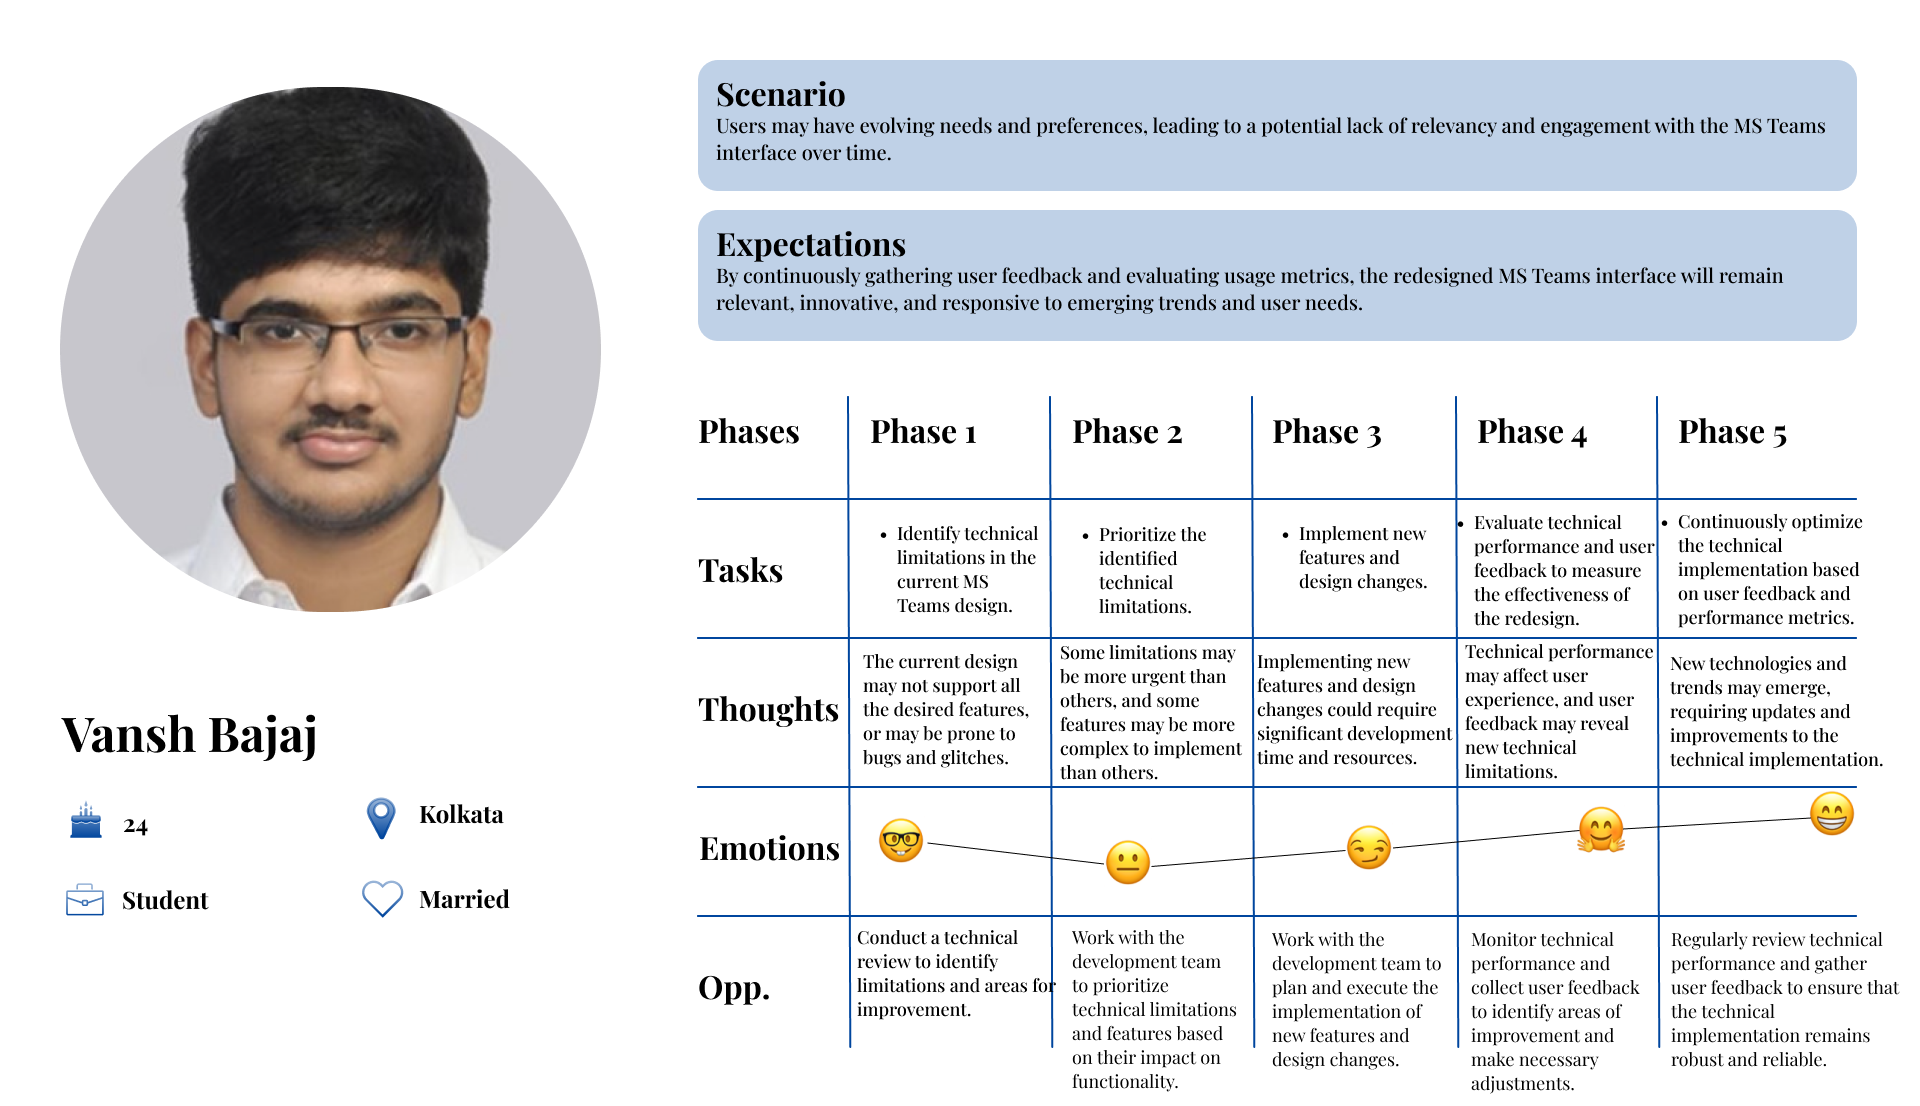 Scenario
Users may have evolving needs and preferences, leading to a potential lack of relevancy and engagement with the MS Teams
interface over time.
Expectations
By continuously gathering user feedback and evaluating usage metrics, the redesigned MS Teams interface will remain
relevant, innovative, and responsive to emerging trends and user needs.
Vansh Bajaj
24
Kolkata
Student
Married
Phases
Phase 1
Phase 2
Phase 3
Phase 4
Phase 5
Tasks
• Identify technical
limitations in the
current MS
Teams design.
• Prioritize the
identified
technical
limitations.
• Implement new
features and
design changes.
• Evaluate technical
performance and user
feedback to measure
the effectiveness of
the redesign.
• Continuously optimize
the technical
implementation based
on user feedback and
performance metrics.
Thoughts
The current design
may not support all
the desired features,
or may be prone to
bugs and glitches.
Some limitations may
be more urgent than
others, and some
features may be more
complex to implement
than others.
Implementing new
features and design
changes could require
significant development
time and resources.
Technical performance
may affect user
experience, and user
feedback may reveal
new technical
limitations.
New technologies and
trends may emerge,
requiring updates and
improvements to the
technical implementation.
Emotions
Opp.
Conduct a technical
review to identify
limitations and areas for
improvement.
Work with the
development team
to prioritize
technical limitations
and features based
on their impact on
functionality.
Work with the
development team to
plan and execute the
implementation of
new features and
design changes.
Monitor technical
performance and
collect user feedback
to identify areas of
improvement and
make necessary
adjustments.
Regularly review technical
performance and gather
user feedback to ensure that
the technical
implementation remains
robust and reliable.